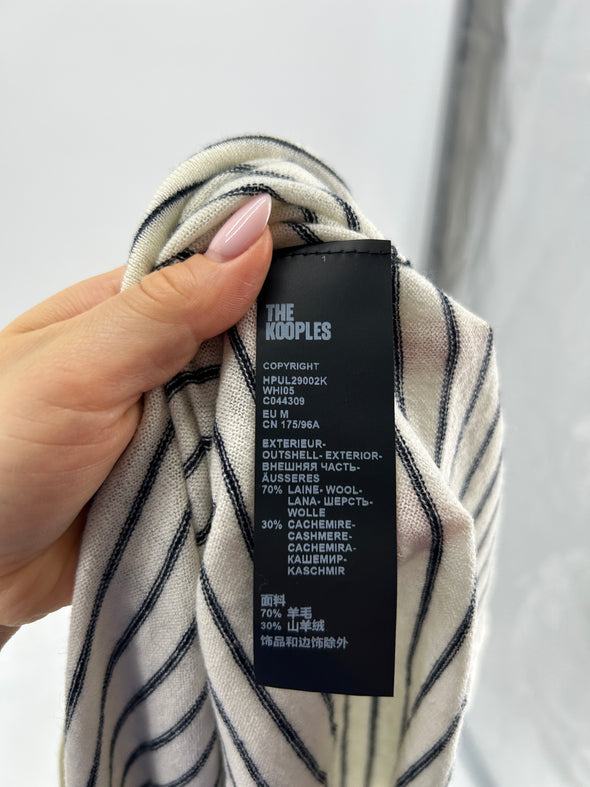 1
THE
KOOPLES
COPYRIGHT
HPUL29002K
WHI05
C044309
EU M
CN 175/96A
EXTERIEUR-
OUTSHELL- EXTERIOR-
ВНЕШНЯЯ ЧАСТЬ-
ÄUSSERES
70% LAINE- WOOL-
LANA- ШЕРСТЬ-
WOLLE
30% CACHEMIRE-
CASHMERE-
CACHEMIRA-
КАШЕМИР-
KASCHMIR
面料
70% 羊毛
30% 山羊绒
饰品和边饰除外